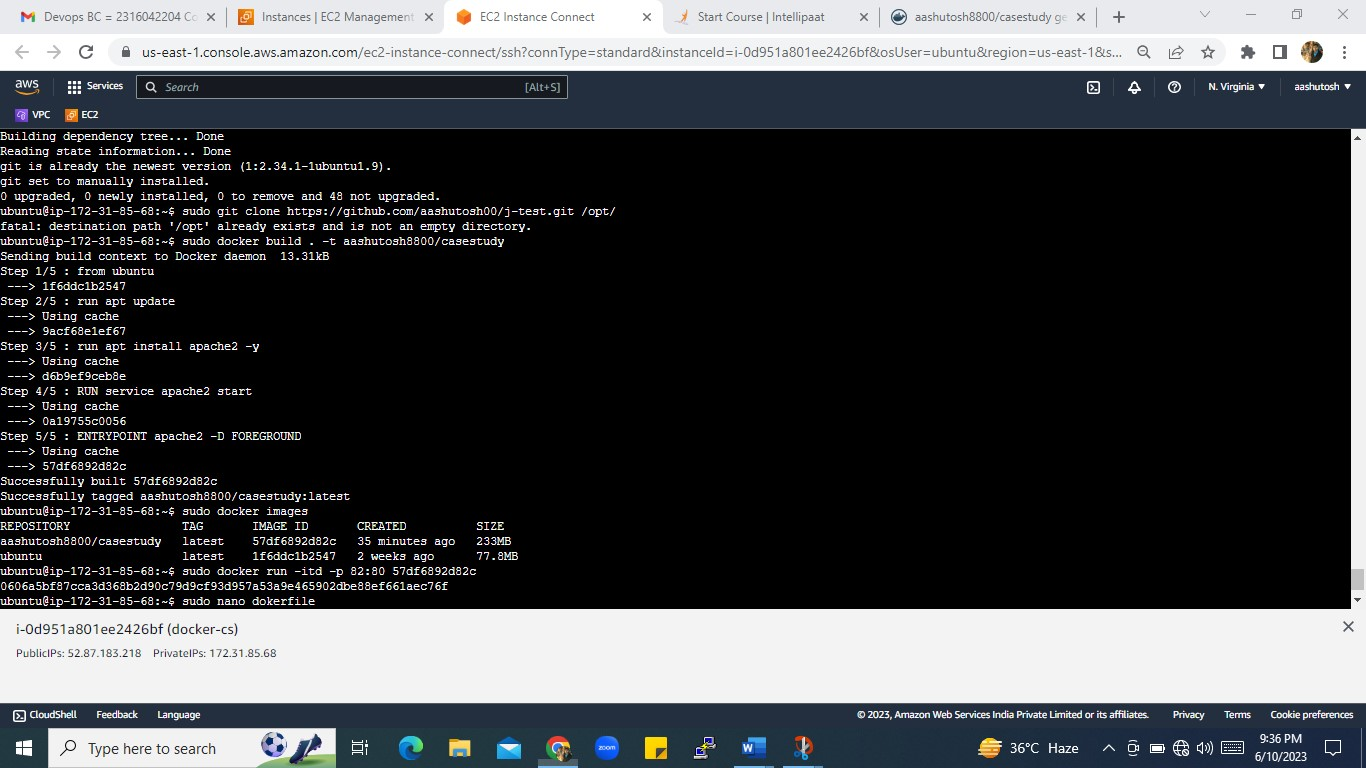 Devops BC = 2316042204 Co
Instances | EC2 Management
EC2 Instance Connect
Start Course | Intellipaat
aashutosh8800/casestudy ge
us-east-1.console.aws.amazon.com/ec2-instance-connect/ssh?connType=standard&instanceId=i-0d951a801ee2426bf&osUser=ubuntu&region=us-east-1&s...
aws
Services
Search
[Alt+S]
N. Virginia
aashutosh
VPC
EC2
Building dependency tree... Done
Reading state information... Done
git is already the newest version (1:2.34.1-1ubuntu1.9).
git set to manually installed.
0 upgraded, 0 newly installed, 0 to remove and 48 not upgraded.
ubuntu@ip-172-31-85-68:~$ sudo git clone https://github.com/aashutosh00/j-test.git /opt/
fatal: destination path '/opt' already exists and is not an empty directory.
ubuntu@ip-172-31-85-68:~$ sudo docker build . -t aashutosh8800/casestudy
Sending build context to Docker daemon  13.31kB
Step 1/5 : from ubuntu
 ---> 1f6ddc1b2547
Step 2/5 : run apt update
 ---> Using cache
 ---> 9acf68e1ef67
Step 3/5 : run apt install apache2 -y
 ---> Using cache
 ---> d6b9ef9ceb8e
Step 4/5 : RUN service apache2 start
 ---> Using cache
 ---> 0a19755c0056
Step 5/5 : ENTRYPOINT apache2 -D FOREGROUND
 ---> Using cache
 ---> 57df6892d82c
Successfully built 57df6892d82c
Successfully tagged aashutosh8800/casestudy:latest
ubuntu@ip-172-31-85-68:~$ sudo docker images
REPOSITORY                TAG       IMAGE ID       CREATED          SIZE
aashutosh8800/casestudy   latest    57df6892d82c   35 minutes ago   233MB
ubuntu                    latest    1f6ddc1b2547   2 weeks ago      77.8MB
ubuntu@ip-172-31-85-68:~$ sudo docker run -itd -p 82:80 57df6892d82c
0606a5bf87cca3d368b2d90c79d9cf93d957a53a9e465902dbe88ef661aec76f
ubuntu@ip-172-31-85-68:~$ sudo nano dokerfile
i-0d951a801ee2426bf (docker-cs)
PublicIPs: 52.87.183.218 PrivateIPs: 172.31.85.68
CloudShell
Feedback
Language
© 2023, Amazon Web Services India Private Limited or its affiliates.
Privacy
Terms
Cookie preferences
Type here to search
zoom
36°C Haze
9:36 PM
6/10/2023